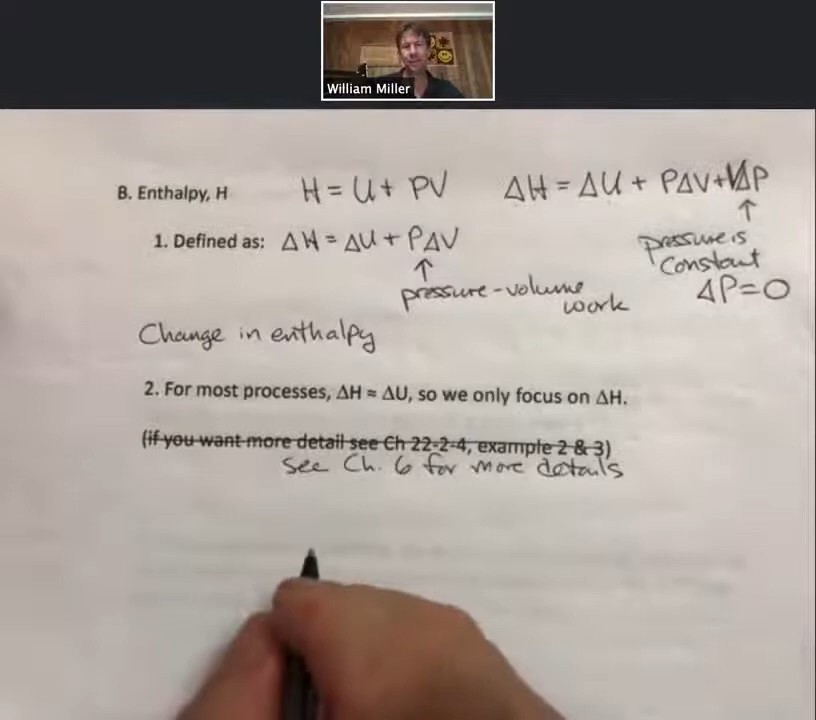 William Miller
B. Enthalpy, H H = U + PV ΔH = ΔU + PΔV + VΔP
↑
1. Defined as: ΔH = ΔU + PΔV
pressure is
constant
ΔP=0
↑
pressure-volume
work
Change in enthalpy
2. For most processes, ΔH ≈ ΔU, so we only focus on ΔH.
(if you want more detail see Ch 22-2-4, example 2 & 3)
see Ch. 6 for more details